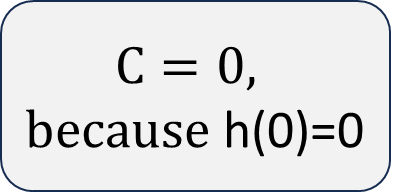 C = 0,
because h(0)=0